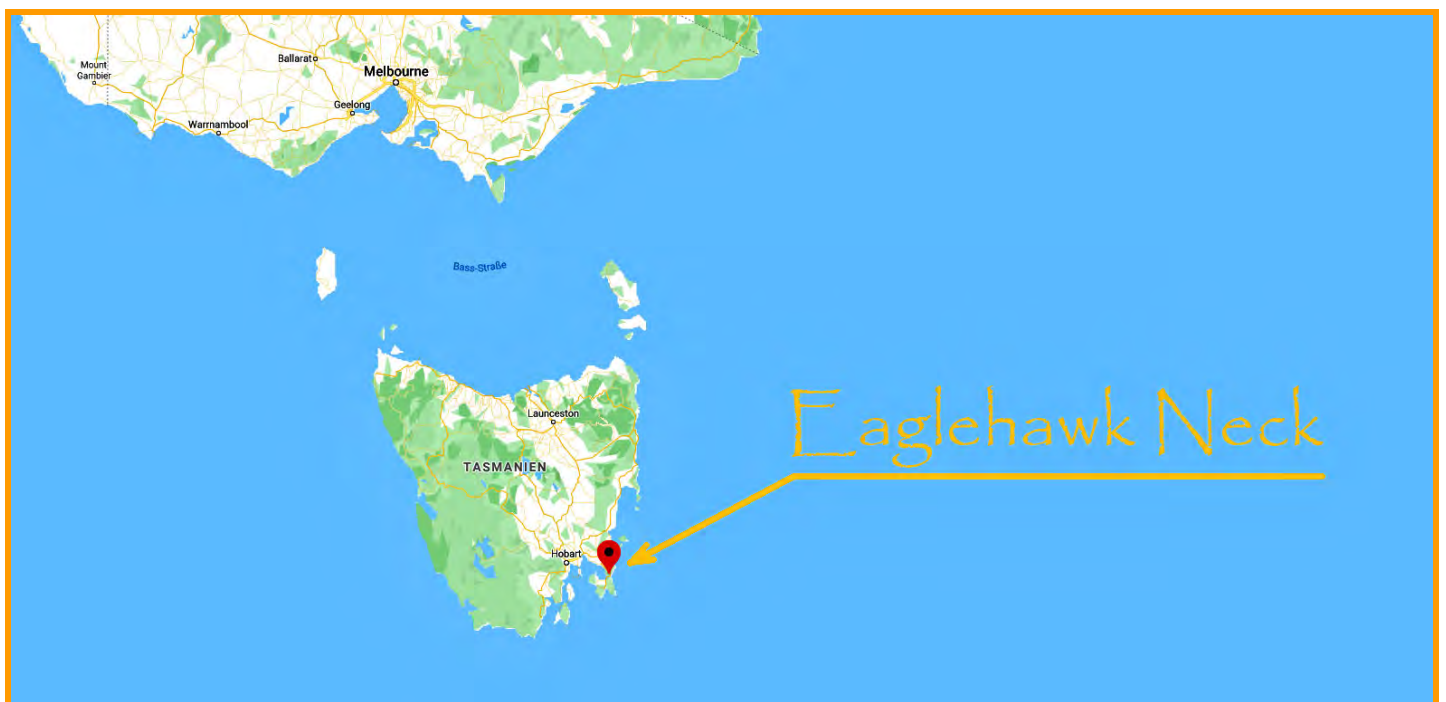 Ballarat
Mount
Gambier
Melbourne
Geelong
Warrnambool
Bass-Straße
Eaglehawk Neck
Launceston
TASMANIEN
Hobart